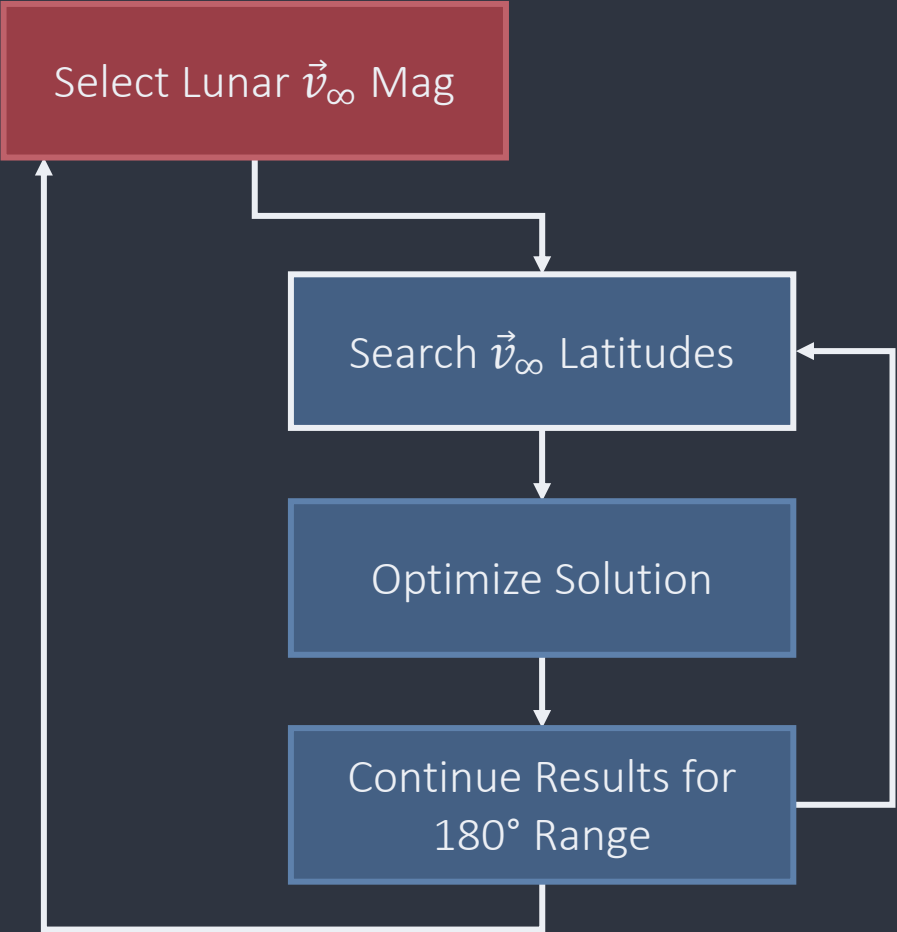 Select Lunar v⃗∞ Mag
Search v⃗∞ Latitudes
Optimize Solution
Continue Results for
180° Range